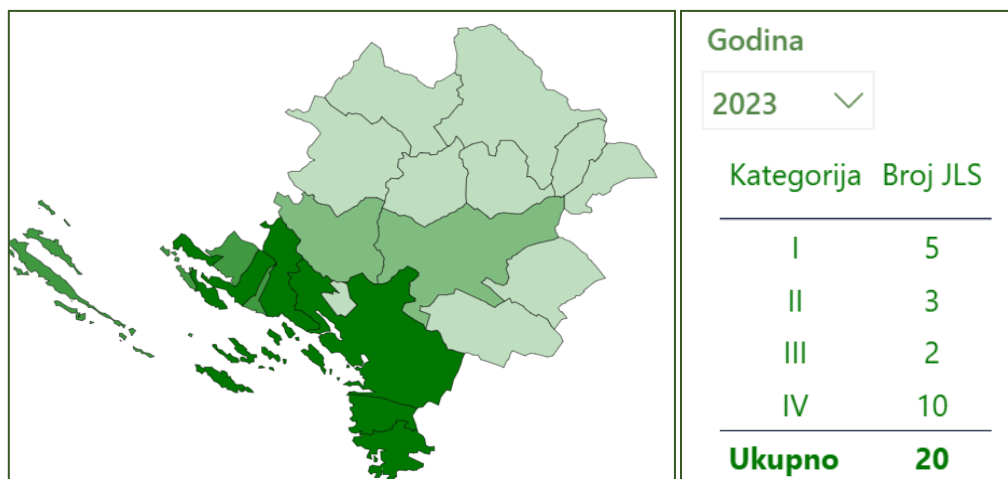 Godina
2023
Kategorija Broj JLS
I 5
II 3
III 2
IV 10
Ukupno 20